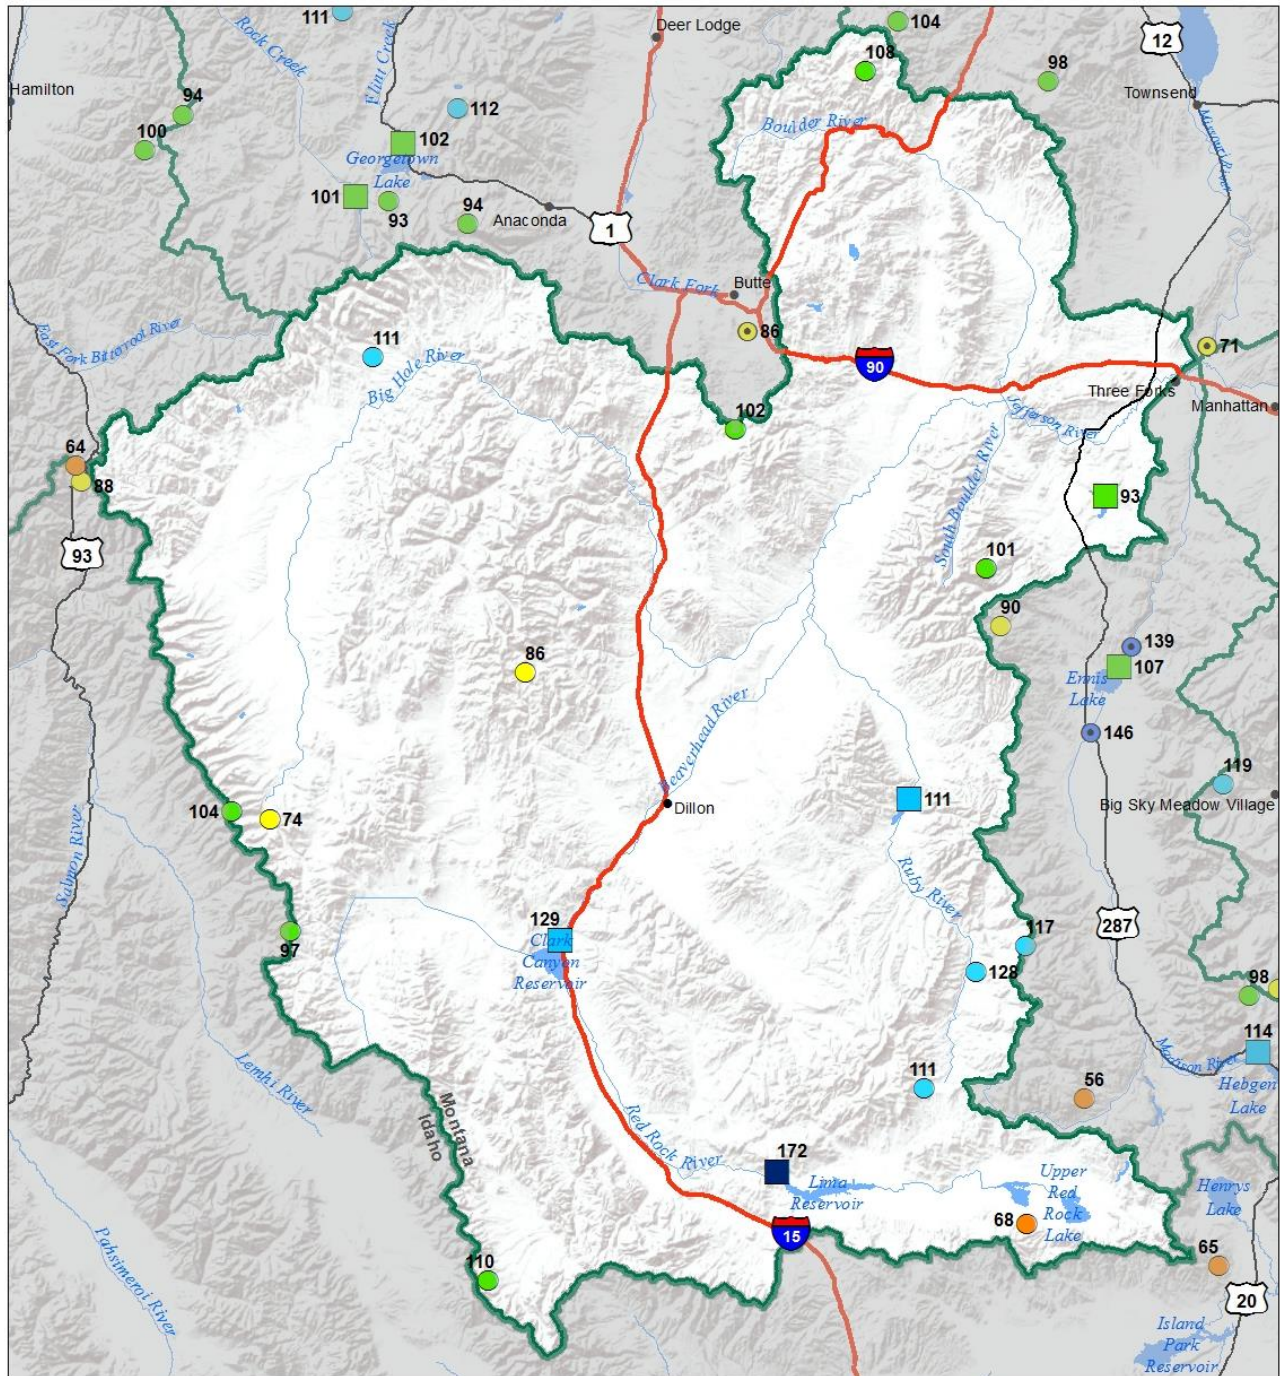 111
Rock Creek
Flint Creek
Deer Lodge
104
12
108
98
Hamilton
94
112
Townsend
100
Boulder River
Missouri River
102
Georgetown
Lake
101
93
94
Anaconda
1
Clark Fork
Butte
86
East Fork Bitterroot River
111
Big Hole River
90
71
Three Forks
Manhattan
102
Jefferson River
64
88
93
South Boulder River
93
101
90
86
139
107
Ennis
Lake
146
Beaverhead River
119
104
74
Dillon
111
Big Sky Meadow Village
Salmon River
Ruby River
129
Clark
Canyon
Reservoir
97
117
287
128
98
114
Madison River
Hebgen
Lake
Lemhi River
111
56
Montana
Idaho
Red Rock River
172
Lima
Reservoir
Upper
Red
Rock
Lake
68
Henrys
Lake
15
65
110
Pahsimeroi River
20
Island
Park
Reservoir